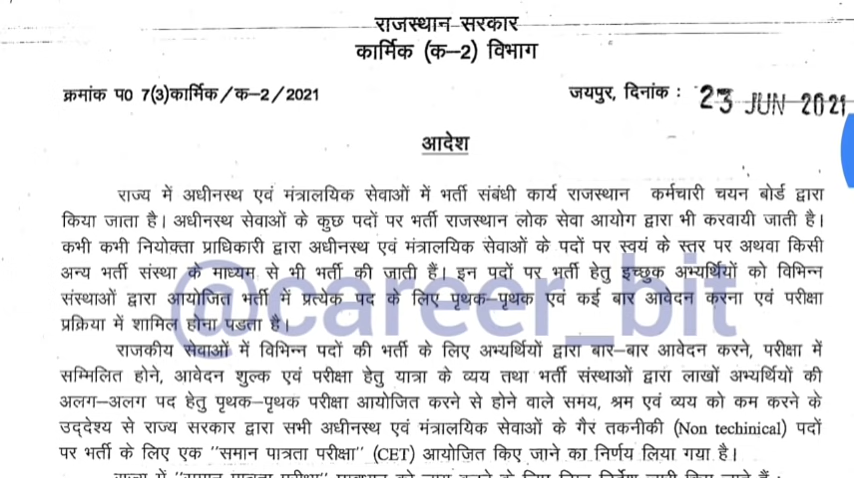 राजस्थान सरकार
कार्मिक (क–2) विभाग
क्रमांक प0 7(3)कार्मिक/क–2/2021 जयपुर, दिनांक : 23 JUN 2021
आदेश
राज्य में अधीनस्थ एवं मंत्रालयिक सेवाओं में भर्ती संबंधी कार्य राजस्थान कर्मचारी चयन बोर्ड द्वारा
किया जाता है। अधीनस्थ सेवाओं के कुछ पदों पर भर्ती राजस्थान लोक सेवा आयोग द्वारा भी करवायी जाती है।
कभी कभी नियोक्ता प्राधिकारी द्वारा अधीनस्थ एवं मंत्रालयिक सेवाओं के पदों पर स्वयं के स्तर पर अथवा किसी
अन्य भर्ती संस्था के माध्यम से भी भर्ती की जाती हैं। इन पदों पर भर्ती हेतु इच्छुक अभ्यर्थियों को विभिन्न
संस्थाओं द्वारा आयोजित भर्ती में प्रत्येक पद के लिए पृथक–पृथक एवं कई बार आवेदन करना एवं परीक्षा
प्रक्रिया में शामिल होना पडता है।
@career_bit
राजकीय सेवाओं में विभिन्न पदों की भर्ती के लिए अभ्यर्थियों द्वारा बार–बार आवेदन करने, परीक्षा में
सम्मिलित होने, आवेदन शुल्क एवं परीक्षा हेतु यात्रा के व्यय तथा भर्ती संस्थाओं द्वारा लाखों अभ्यर्थियों की
अलग–अलग पद हेतु पृथक–पृथक परीक्षा आयोजित करने से होने वाले समय, श्रम एवं व्यय को कम करने के
उद्देश्य से राज्य सरकार द्वारा सभी अधीनस्थ एवं मंत्रालयिक सेवाओं के गैर तकनीकी (Non techinical) पदों
पर भर्ती के लिए एक "समान पात्रता परीक्षा" (CET) आयोजित किए जाने का निर्णय लिया गया है।